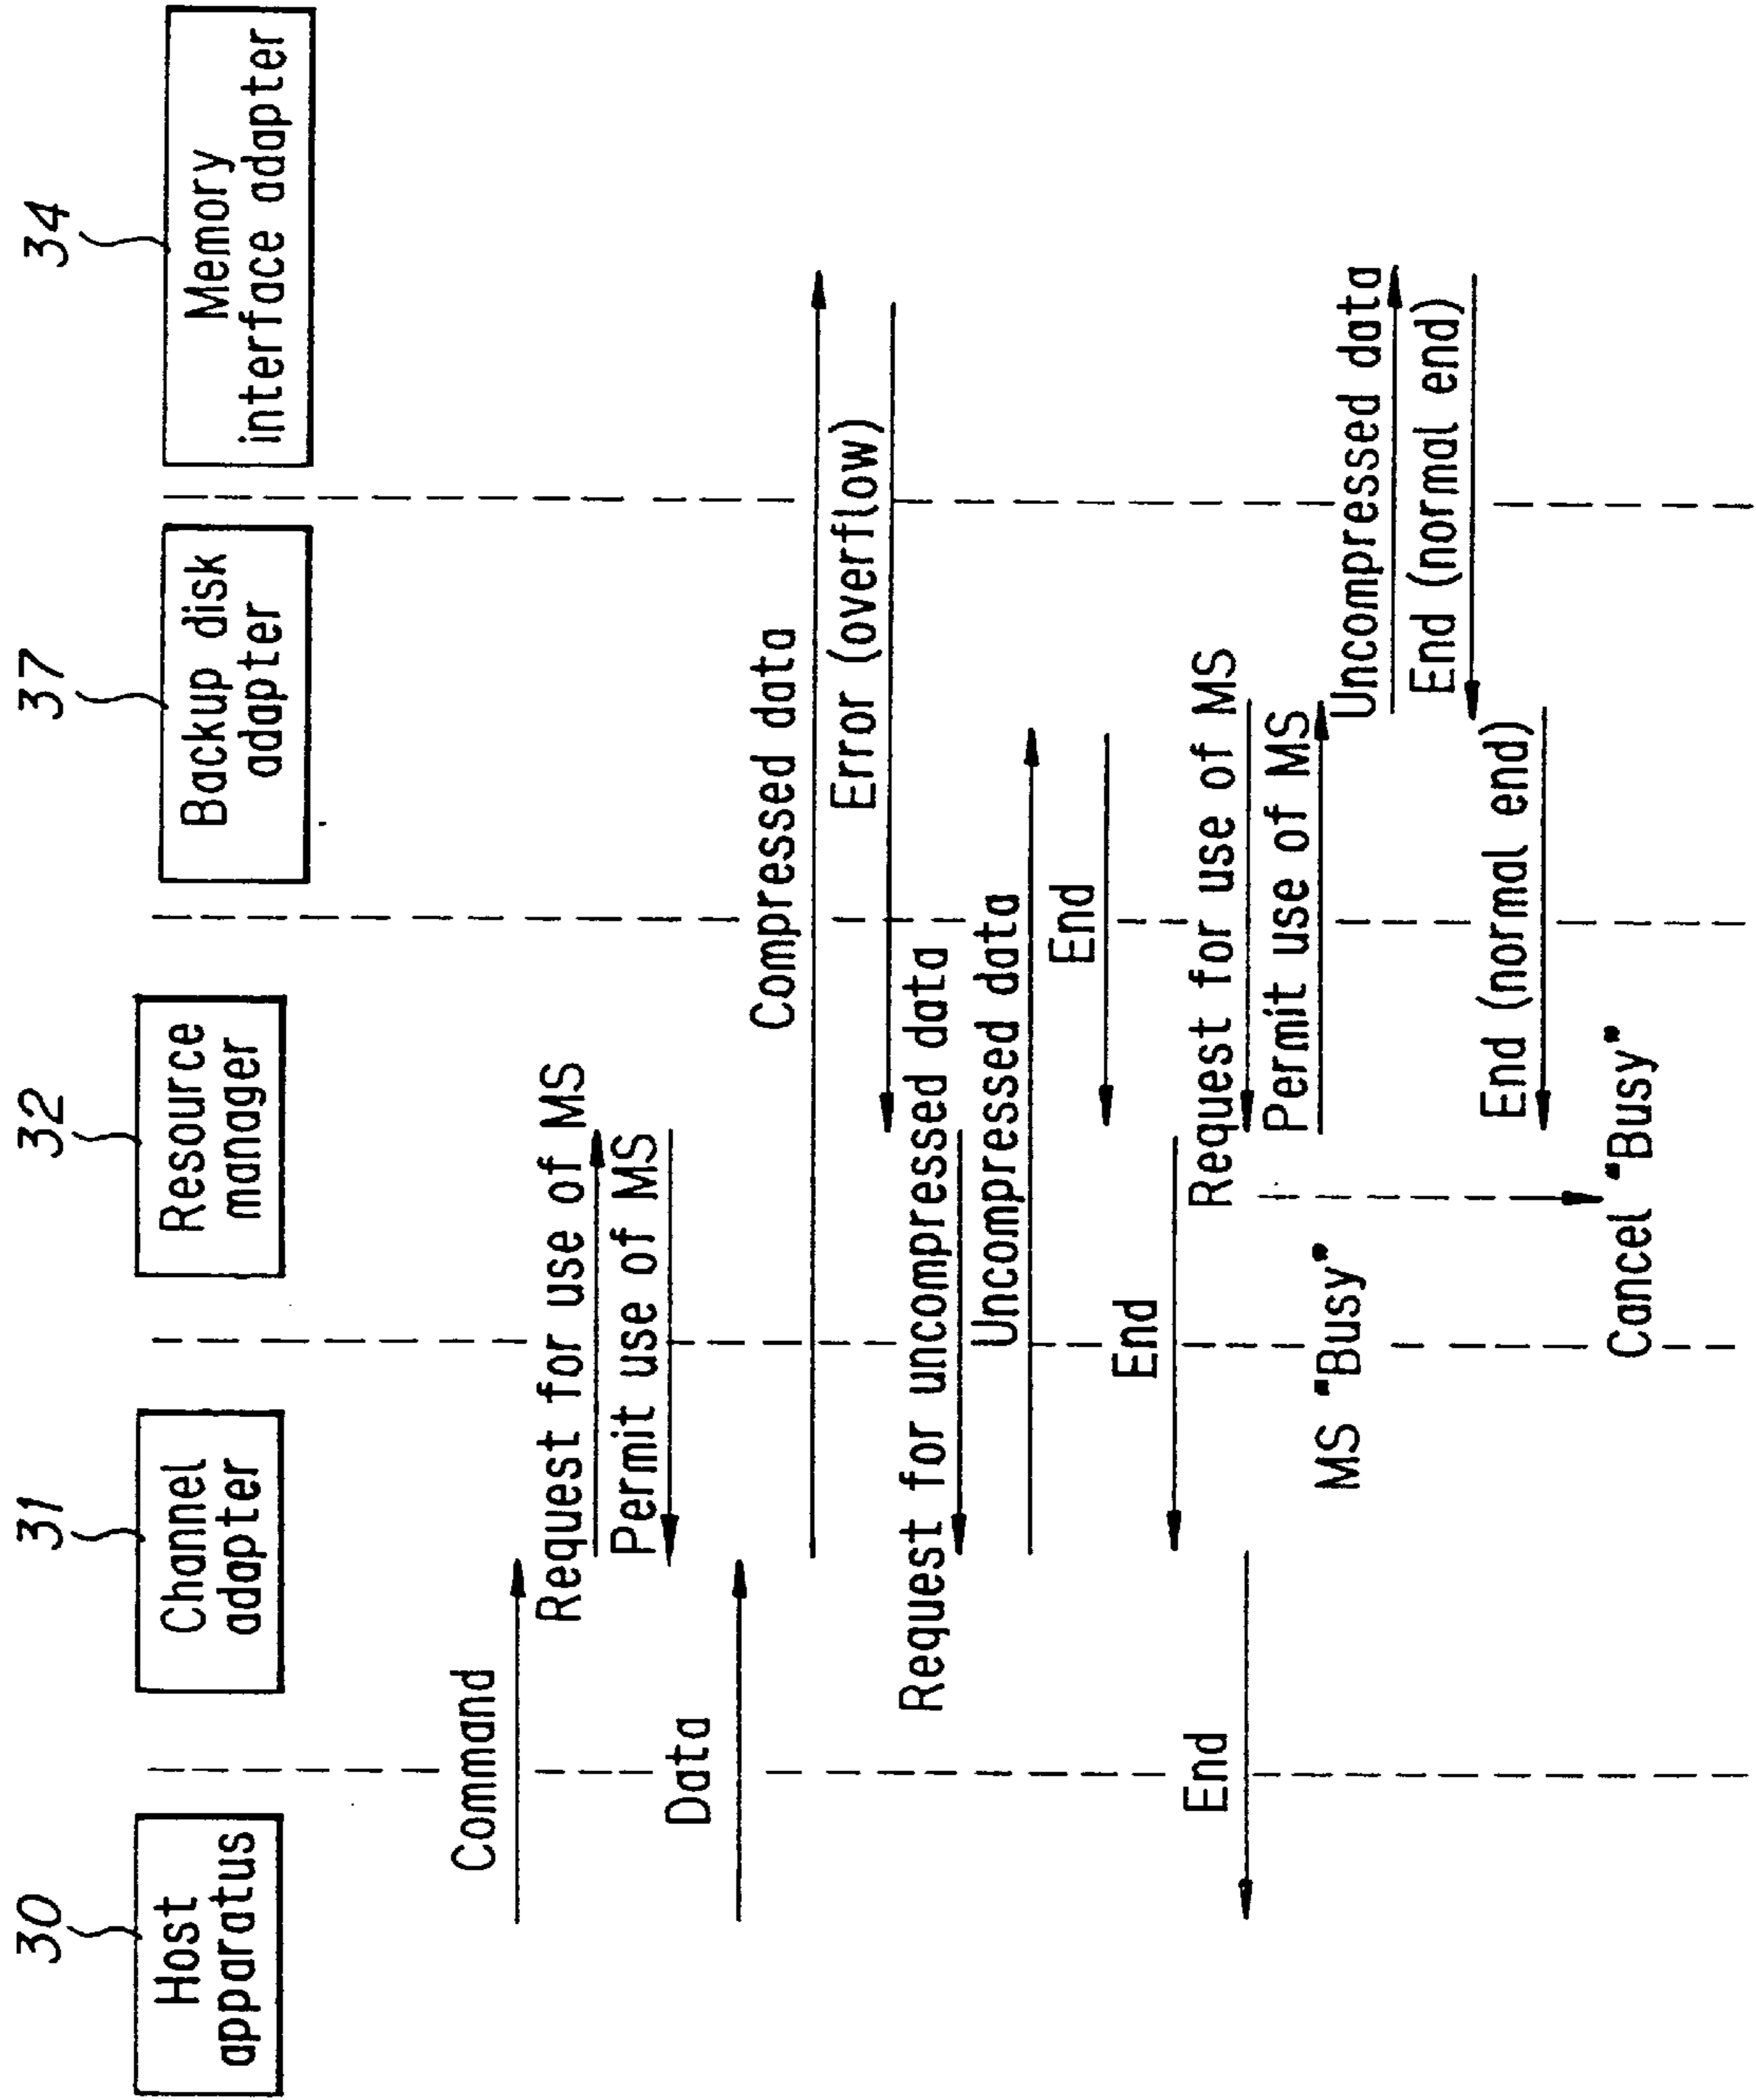 30
31
32
37
34
Host
apparatus
Channel
adapter
Resource
manager
Backup disk
adapter
Memory
interface adapter
Command
Request for use of MS
Permit use of MS
Data
Compressed data
Error (overflow)
Request for uncompressed data
Uncompressed data
End
End
End
Request for use of MS
Permit use of MS
MS "Busy"
Uncompressed data
End (normal end)
End (normal end)
Cancel "Busy"